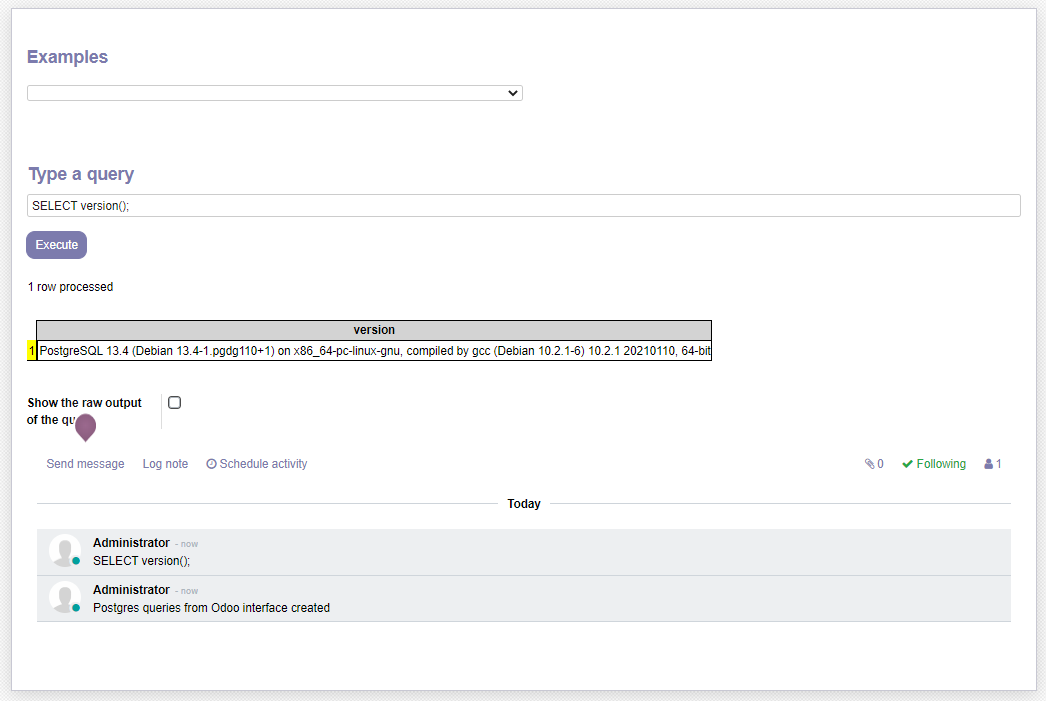 Examples
Type a query
SELECT version();
Execute
1 row processed
version
1 PostgreSQL 13.4 (Debian 13.4-1.pgdg110+1) on x86_64-pc-linux-gnu, compiled by gcc (Debian 10.2.1-6) 10.2.1 20210110, 64-bit
Show the raw output
of the
Send message Log note Schedule activity 0 Following 1
Today
Administrator - now
SELECT version();
Administrator - now
Postgres queries from Odoo interface created